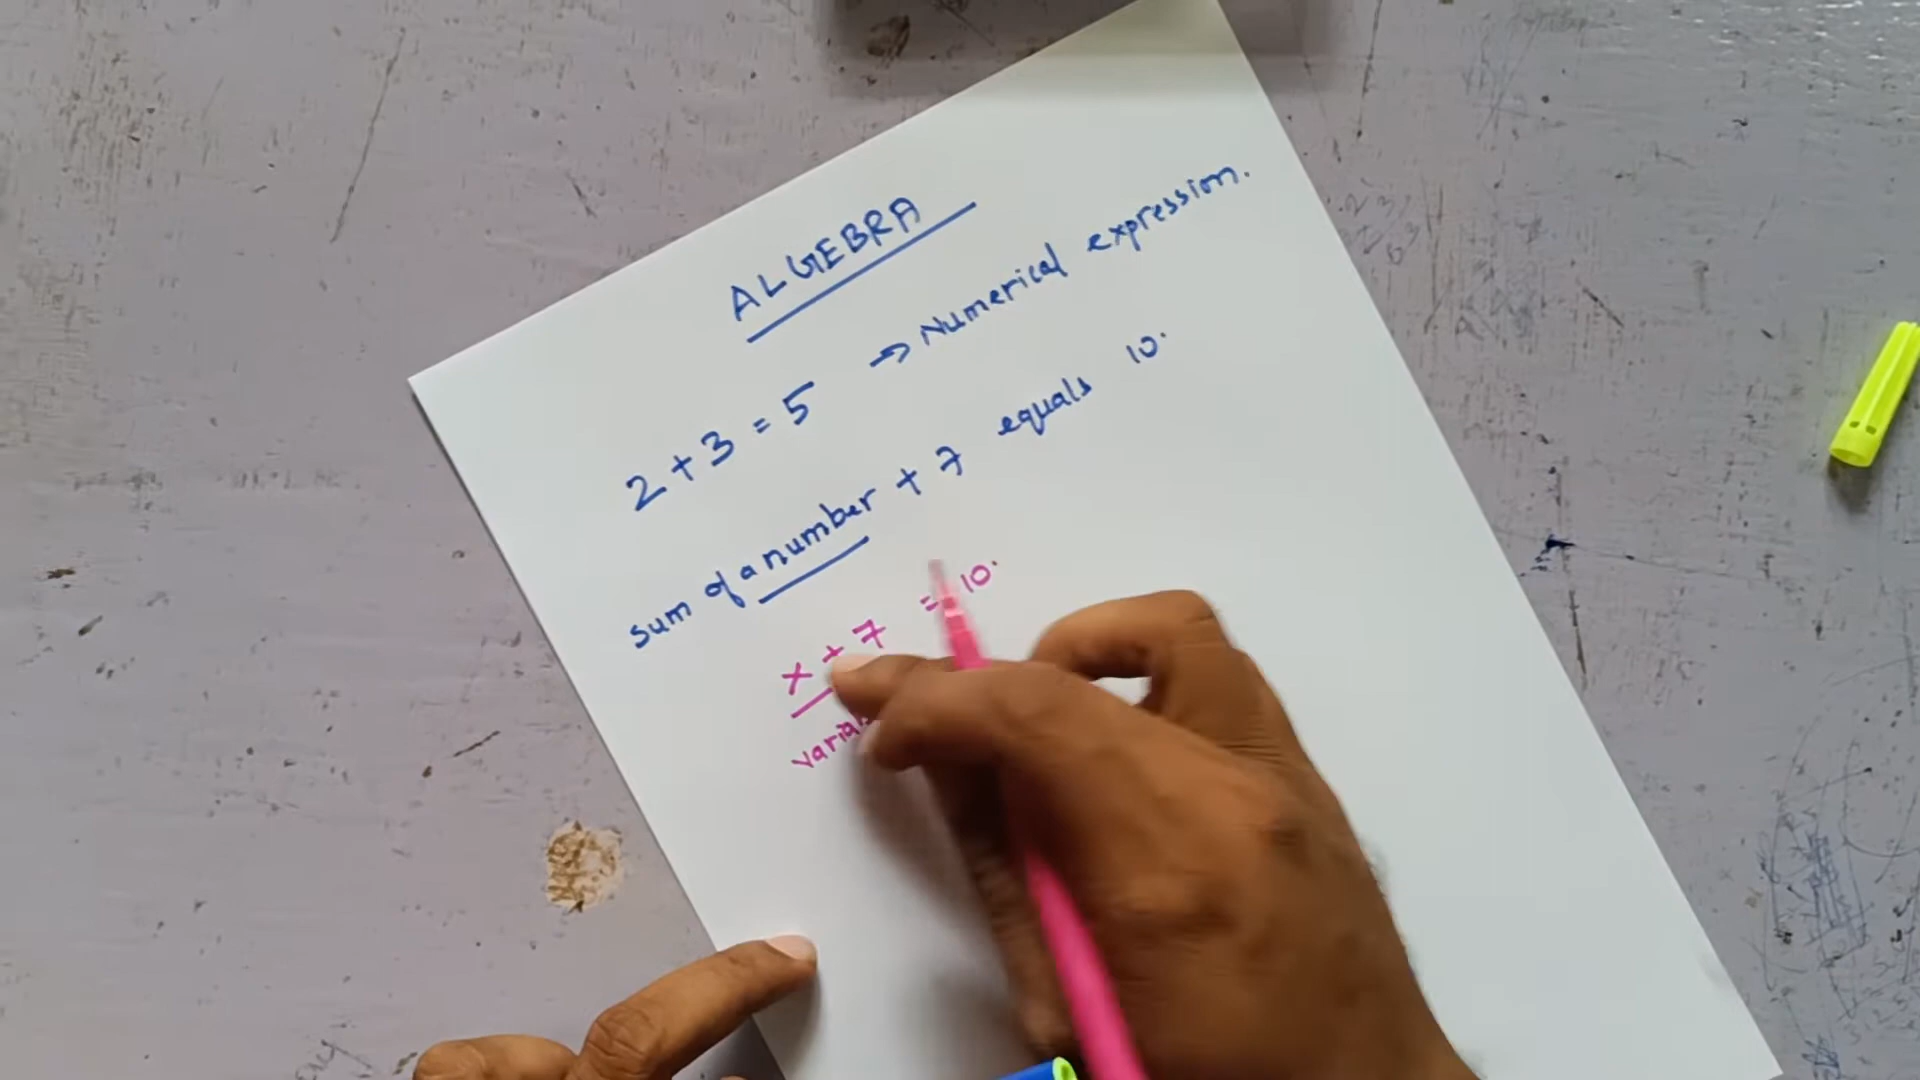 ALGEBRA
2 + 3 = 5 → Numerical expression.
sum of a number + 7 equals 10.
x + 7 = 10.